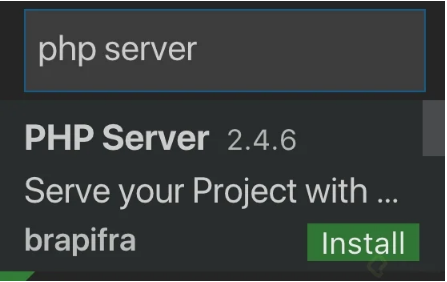 php server
PHP Server 2.4.6
Serve your Project with ...
brapifra
Install